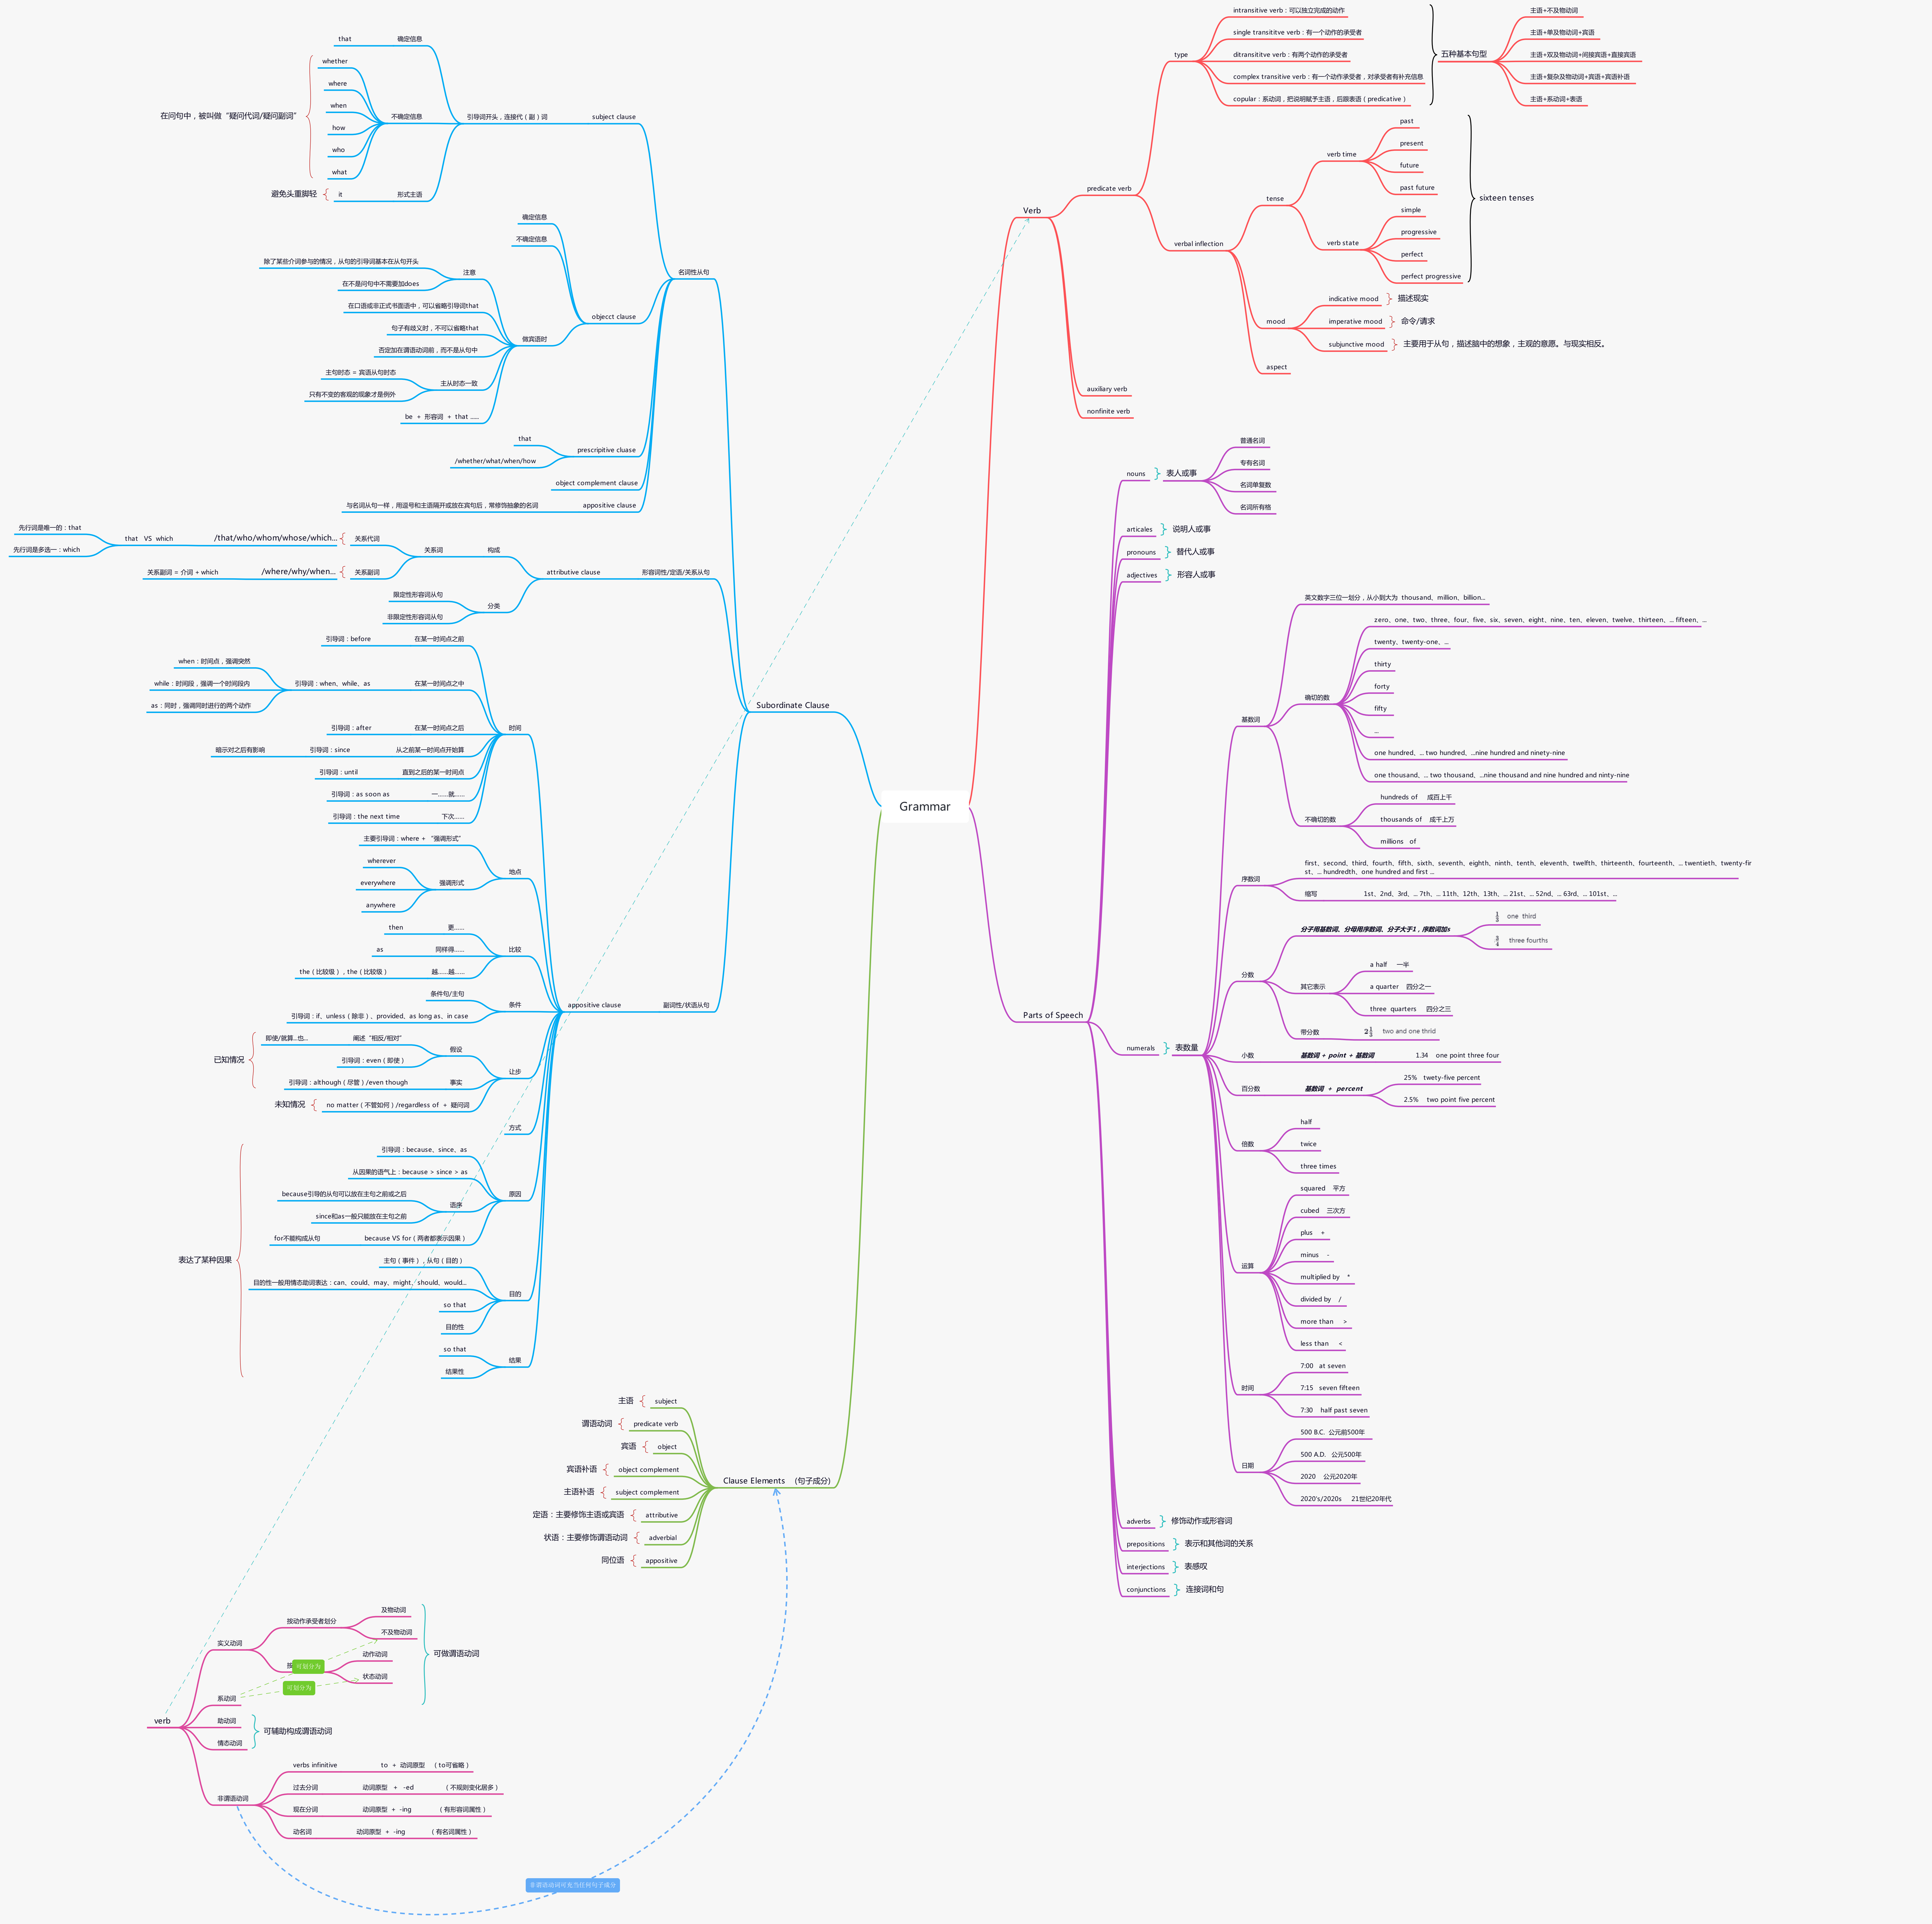 Grammar
Verb
predicate verb
type
intransitive verb：可以独立完成的动作
single transititve verb：有一个动作的承受者
ditransititve verb：有两个动作的承受者
complex transitive verb：有一个动作承受者，对承受者有补充信息
copular：系动词，把说明赋予主语，后跟表语（predicative）
五种基本句型
主语+不及物动词
主语+单及物动词+宾语
主语+双及物动词+间接宾语+直接宾语
主语+复杂及物动词+宾语+宾语补语
主语+系动词+表语
verbal inflection
tense
verb time
past
present
future
past future
verb state
simple
progressive
perfect
perfect progressive
sixteen tenses
mood
indicative mood
描述现实
imperative mood
命令/请求
subjunctive mood
主要用于从句，描述脑中的想象，主观的意愿。与现实相反。
aspect
auxiliary verb
nonfinite verb
Parts of Speech
nouns
表人或事
普通名词
专有名词
名词单复数
名词所有格
articales
说明人或事
pronouns
替代人或事
adjectives
形容人或事
numerals
表数量
基数词
英文数字三位一划分，从小到大为 thousand、million、billion...
确切的数
zero、one、two、three、four、five、six、seven、eight、nine、ten、eleven、twelve、thirteen、... fifteen、...
twenty、twenty-one、...
thirty
forty
fifty
...
one hundred、... two hundred、...nine hundred and ninety-nine
one thousand、... two thousand、...nine thousand and nine hundred and ninty-nine
不确切的数
hundreds of 成百上千
thousands of 成千上万
millions of
序数词
first、second、third、fourth、fifth、sixth、seventh、eighth、ninth、tenth、eleventh、twelfth、thirteenth、fourteenth、... twentieth、twenty-fir
st、... hundredth、one hundred and first ...
缩写
1st、2nd、3rd、... 7th、... 11th、12th、13th、... 21st、... 52nd、... 63rd、... 101st、...
分数
分子用基数词、分母用序数词、分子大于1，序数词加s
1/3 one third
3/4 three fourths
其它表示
a half 一半
a quarter 四分之一
three quarters 四分之三
带分数
2 1/3 two and one thrid
小数
基数词 + point + 基数词
1.34 one point three four
百分数
基数词 + percent
25% twety-five percent
2.5% two point five percent
倍数
half
twice
three times
运算
squared 平方
cubed 三次方
plus +
minus -
multiplied by *
divided by /
more than >
less than <
时间
7:00 at seven
7:15 seven fifteen
7:30 half past seven
日期
500 B.C. 公元前500年
500 A.D. 公元500年
2020 公元2020年
2020's/2020s 21世纪20年代
adverbs
修饰动作或形容词
prepositions
表示和其他词的关系
interjections
表感叹
conjunctions
连接词和句
Subordinate Clause
名词性从句
subject clause
引导词开头，连接代（副）词
确定信息
that
不确定信息
whether
where
when
how
who
what
在问句中，被叫做“疑问代词/疑问副词”
形式主语
it
避免头重脚轻
objecct clause
确定信息
不确定信息
做宾语时
注意
除了某些介词参与的情况，从句的引导词基本在从句开头
在不是问句中不需要加does
在口语或非正式书面语中，可以省略引导词that
句子有歧义时，不可以省略that
否定加在谓语动词前，而不是从句中
主从时态一致
主句时态 = 宾语从句时态
只有不变的客观的现象才是例外
be + 形容词 + that ......
prescripitive cluase
that
/whether/what/when/how
object complement clause
appositive clause
与名词从句一样，用逗号和主语隔开或放在宾句后，常修饰抽象的名词
形容词性/定语/关系从句
attributive clause
构成
关系词
关系代词
/that/who/whom/whose/which...
that VS which
先行词是唯一的：that
先行词是多选一：which
关系副词
/where/why/when...
关系副词 = 介词 + which
分类
限定性形容词从句
非限定性形容词从句
副词性/状语从句
appositive clause
时间
在某一时间点之前
引导词：before
在某一时间点之中
引导词：when、while、as
when：时间点，强调突然
while：时间段，强调一个时间段内
as：同时，强调同时进行的两个动作
在某一时间点之后
引导词：after
从之前某一时间点开始算
引导词：since
暗示对之后有影响
直到之后的某一时间点
引导词：until
一......就......
引导词：as soon as
下次......
引导词：the next time
地点
主要引导词：where + “强调形式”
强调形式
wherever
everywhere
anywhere
比较
更......
then
同样得......
as
越......越......
the（比较级），the（比较级）
条件
条件句/主句
引导词：if、unless（除非）、provided、as long as、in case
让步
假设
阐述“相反/相对”
即使/就算...也...
引导词：even（即使）
事实
引导词：although（尽管）/even though
已知情况
no matter（不管如何）/regardless of + 疑问词
未知情况
方式
原因
引导词：because、since、as
从因果的语气上：because > since > as
语序
because引导的从句可以放在主句之前或之后
since和as一般只能放在主句之前
because VS for（两者都表示因果）
for不能构成从句
目的
主句（事件），从句（目的）
目的性一般用情态助词表达：can、could、may、might、should、would...
so that
目的性
结果
so that
结果性
表达了某种因果
Clause Elements (句子成分)
subject
主语
predicate verb
谓语动词
object
宾语
object complement
宾语补语
subject complement
主语补语
attributive
定语：主要修饰主语或宾语
adverbial
状语：主要修饰谓语动词
appositive
同位语
verb
实义动词
按动作承受者划分
及物动词
不及物动词
按
动作动词
状态动词
可划分为
可划分为
系动词
可做谓语动词
助动词
情态动词
可辅助构成谓语动词
非谓语动词
verbs infinitive
to + 动词原型 （to可省略）
过去分词
动词原型 + -ed （不规则变化居多）
现在分词
动词原型 + -ing （有形容词属性）
动名词
动词原型 + -ing （有名词属性）
非谓语动词可充当任何句子成分